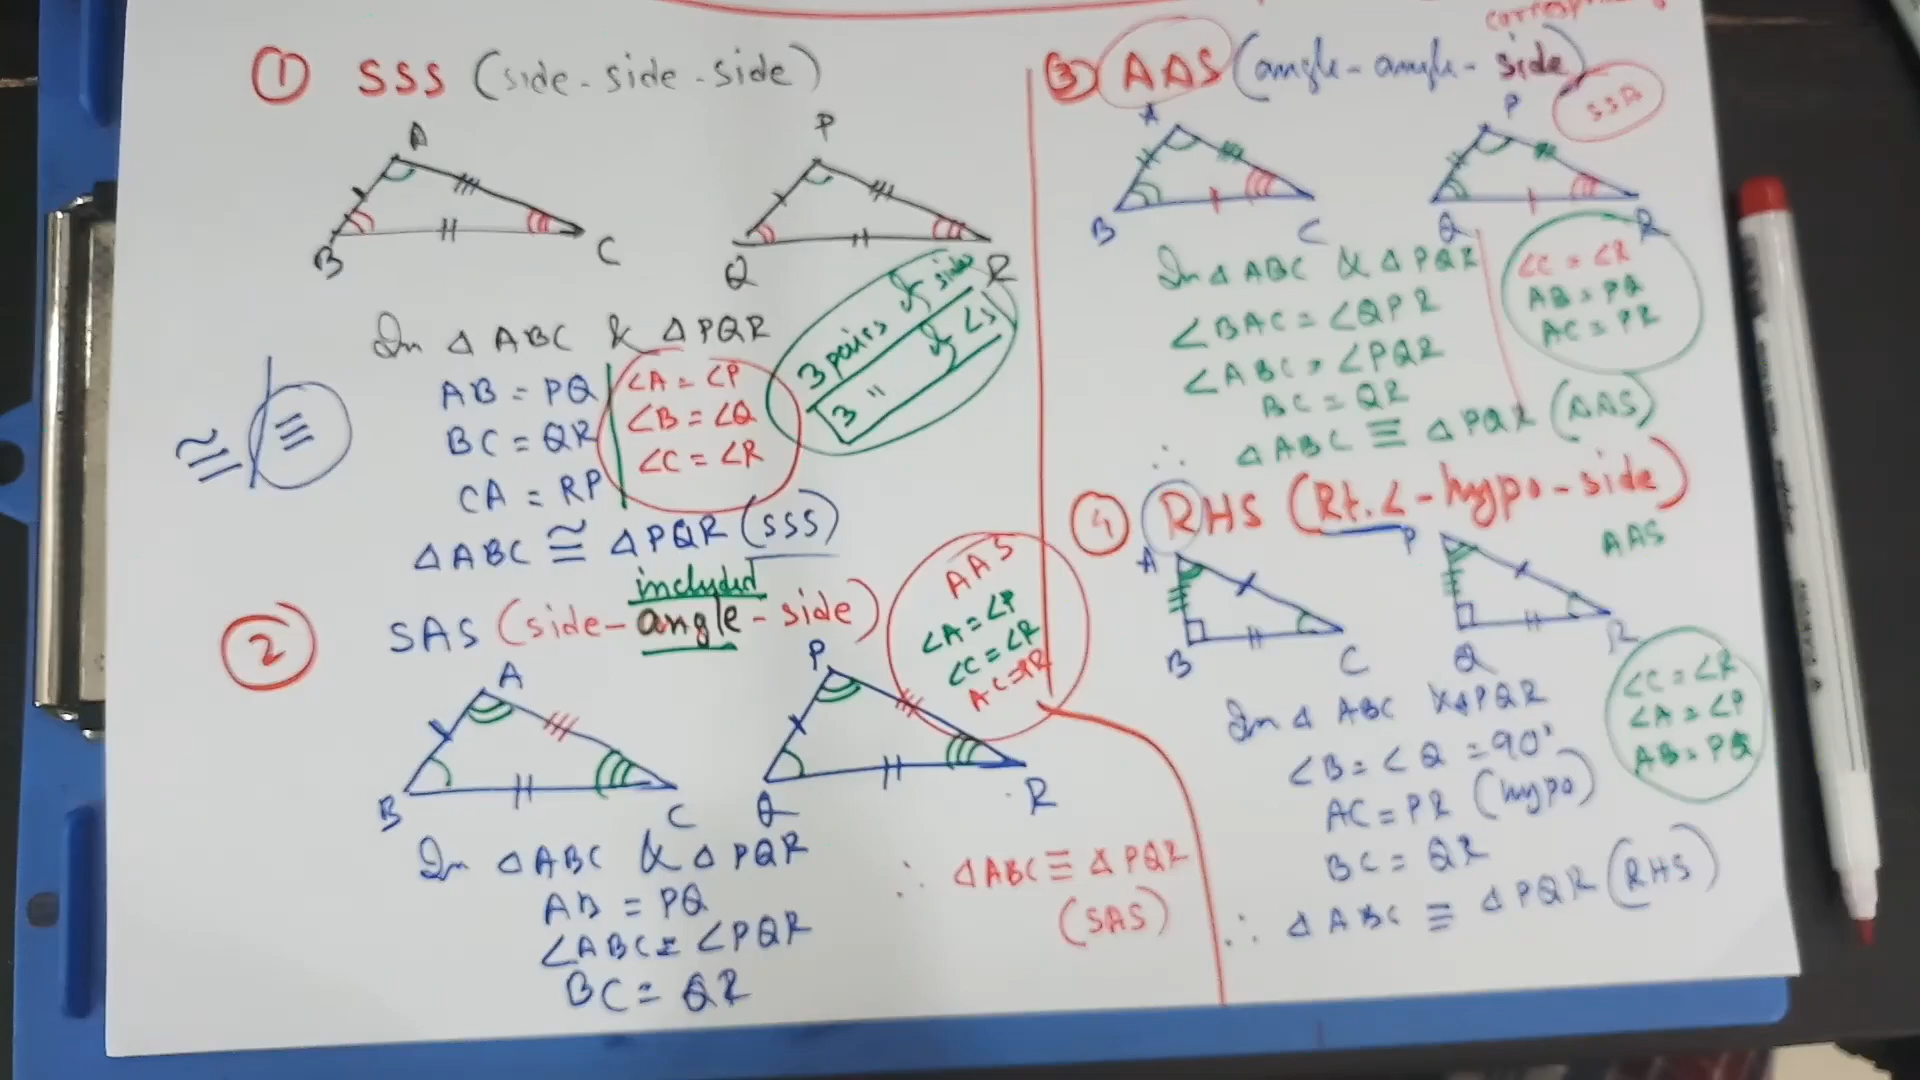 ① SSS (side-side-side)
A
B
C
P
Q
R
In △ ABC & △PQR
AB = PQ
BC = QR
CA = RP
∠A = ∠P
∠B = ∠Q
∠C = ∠R
3 pairs of sides
3 " of ∠s
≅ / ≡
△ABC ≅ △PQR (SSS)
② SAS (side-included angle-side)
A
B
C
P
Q
R
AAS
∠A = ∠P
∠C = ∠R
AC = PR
In △ABC & △PQR
AB = PQ
∠ABC = ∠PQR
BC = QR
∴ △ABC ≡ △PQR
(SAS)
③ AAS (angle-angle-side)
SSA
A
B
C
P
Q
R
In △ ABC & △PQR
∠BAC = ∠QPR
∠ABC = ∠PQR
BC = QR
∴ △ABC ≡ △PQR (AAS)
∠C = ∠R
AB = PQ
AC = PR
④ RHS (Rt.∠-hypo-side)
AAS
A
B
C
P
Q
R
In △ ABC & △PQR
∠B = ∠Q = 90°
AC = PR (hypo)
BC = QR
∴ △ABC ≡ △PQR (RHS)
∠C = ∠R
∠A = ∠P
AB = PQ